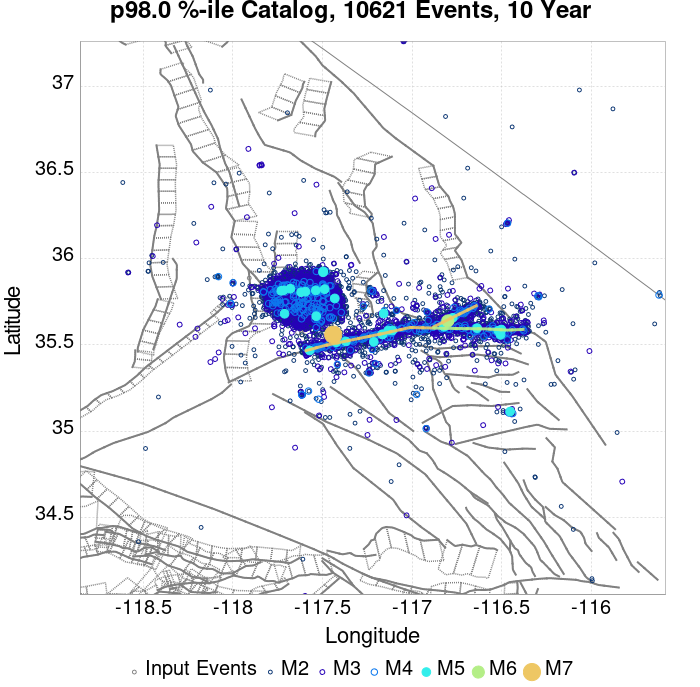 p98.0 %-ile Catalog, 10621 Events, 10 Year
37
36.5
36
35.5
35
34.5
Latitude
-118.5 -118 -117.5 -117 -116.5 -116
Longitude
Input Events M2 M3 M4 M5 M6 M7